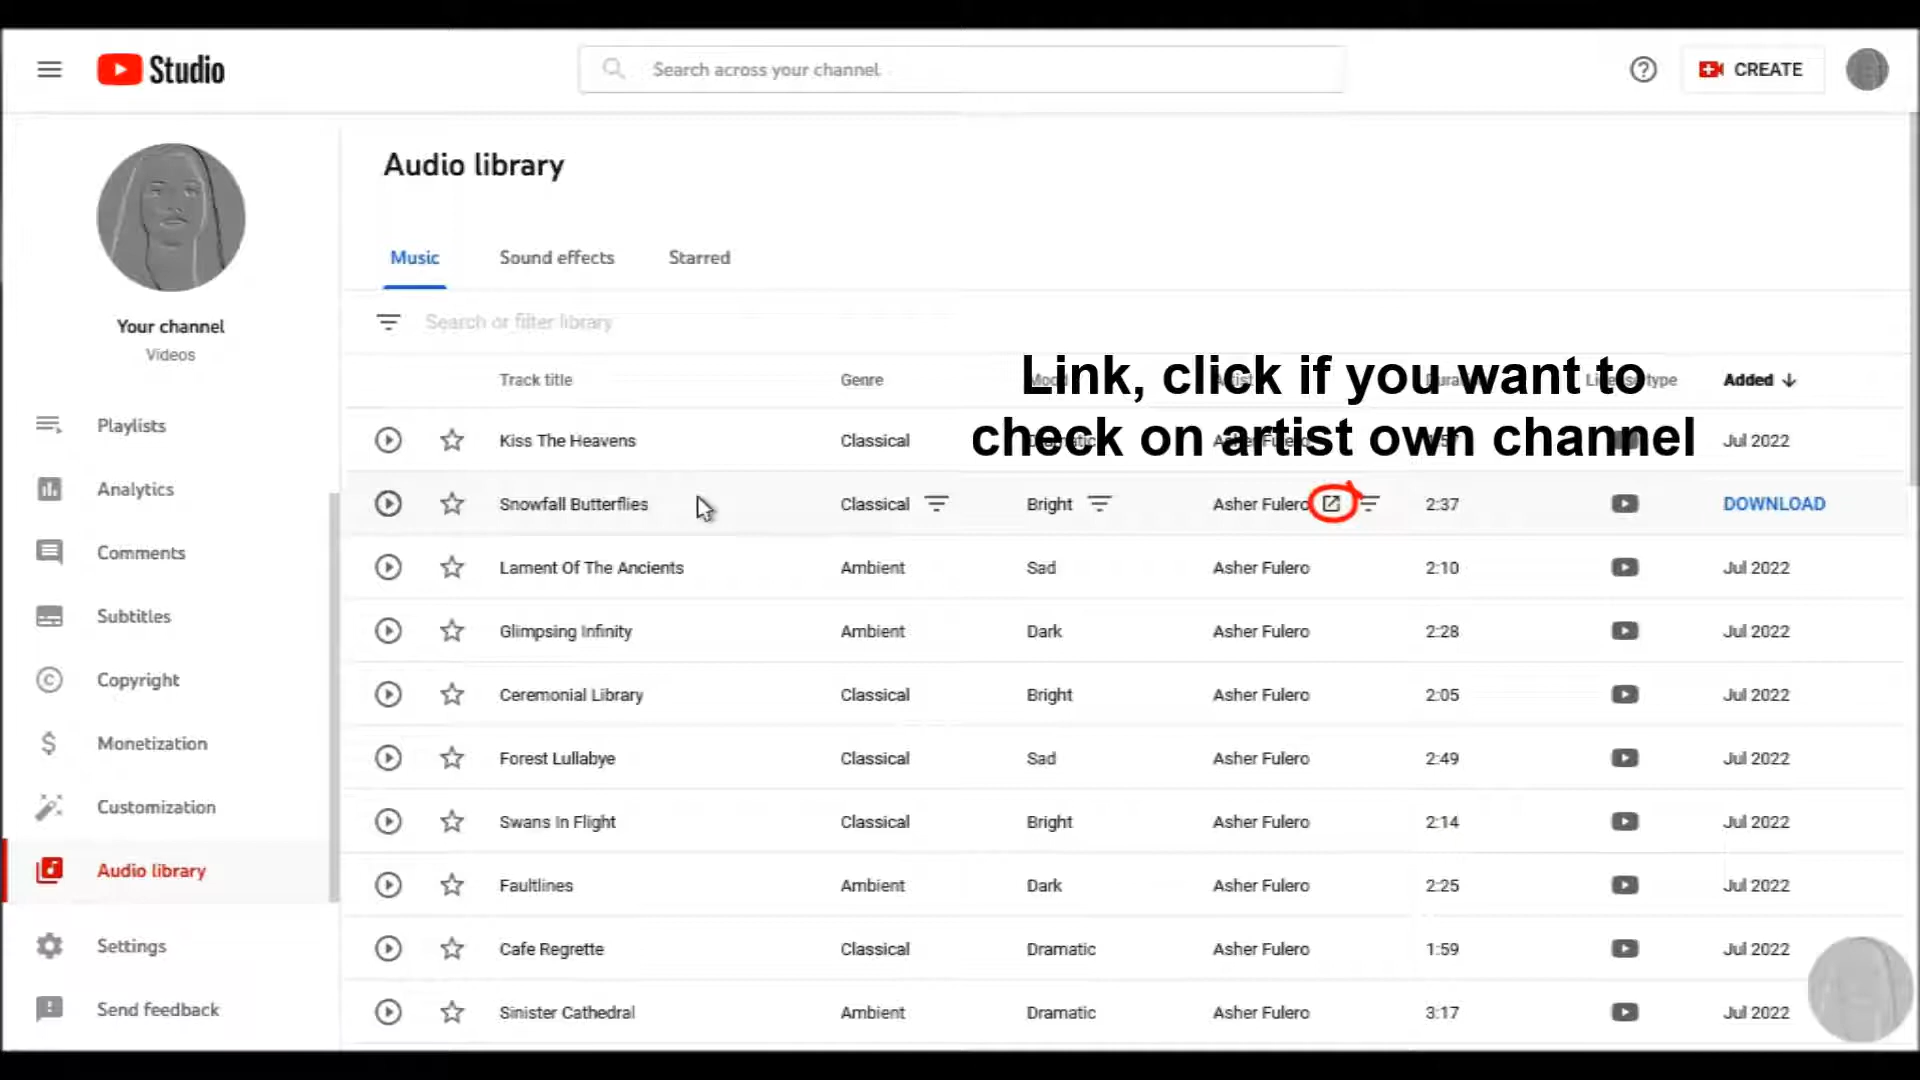 Studio
Search across your channel
CREATE
Audio library
Music Sound effects Starred
Your channel
Videos
Search or filter library
Link, click if you want to
check on artist own channel
Track title Genre Added
Kiss The Heavens Classical Jul 2022
Snowfall Butterflies Classical Bright Asher Fulero 2:37 DOWNLOAD
Lament Of The Ancients Ambient Sad Asher Fulero 2:10 Jul 2022
Glimpsing Infinity Ambient Dark Asher Fulero 2:28 Jul 2022
Ceremonial Library Classical Bright Asher Fulero 2:05 Jul 2022
Forest Lullabye Classical Sad Asher Fulero 2:49 Jul 2022
Swans In Flight Classical Bright Asher Fulero 2:14 Jul 2022
Faultlines Ambient Dark Asher Fulero 2:25 Jul 2022
Cafe Regrette Classical Dramatic Asher Fulero 1:59 Jul 2022
Sinister Cathedral Ambient Dramatic Asher Fulero 3:17 Jul 2022
Playlists
Analytics
Comments
Subtitles
Copyright
Monetization
Customization
Audio library
Settings
Send feedback